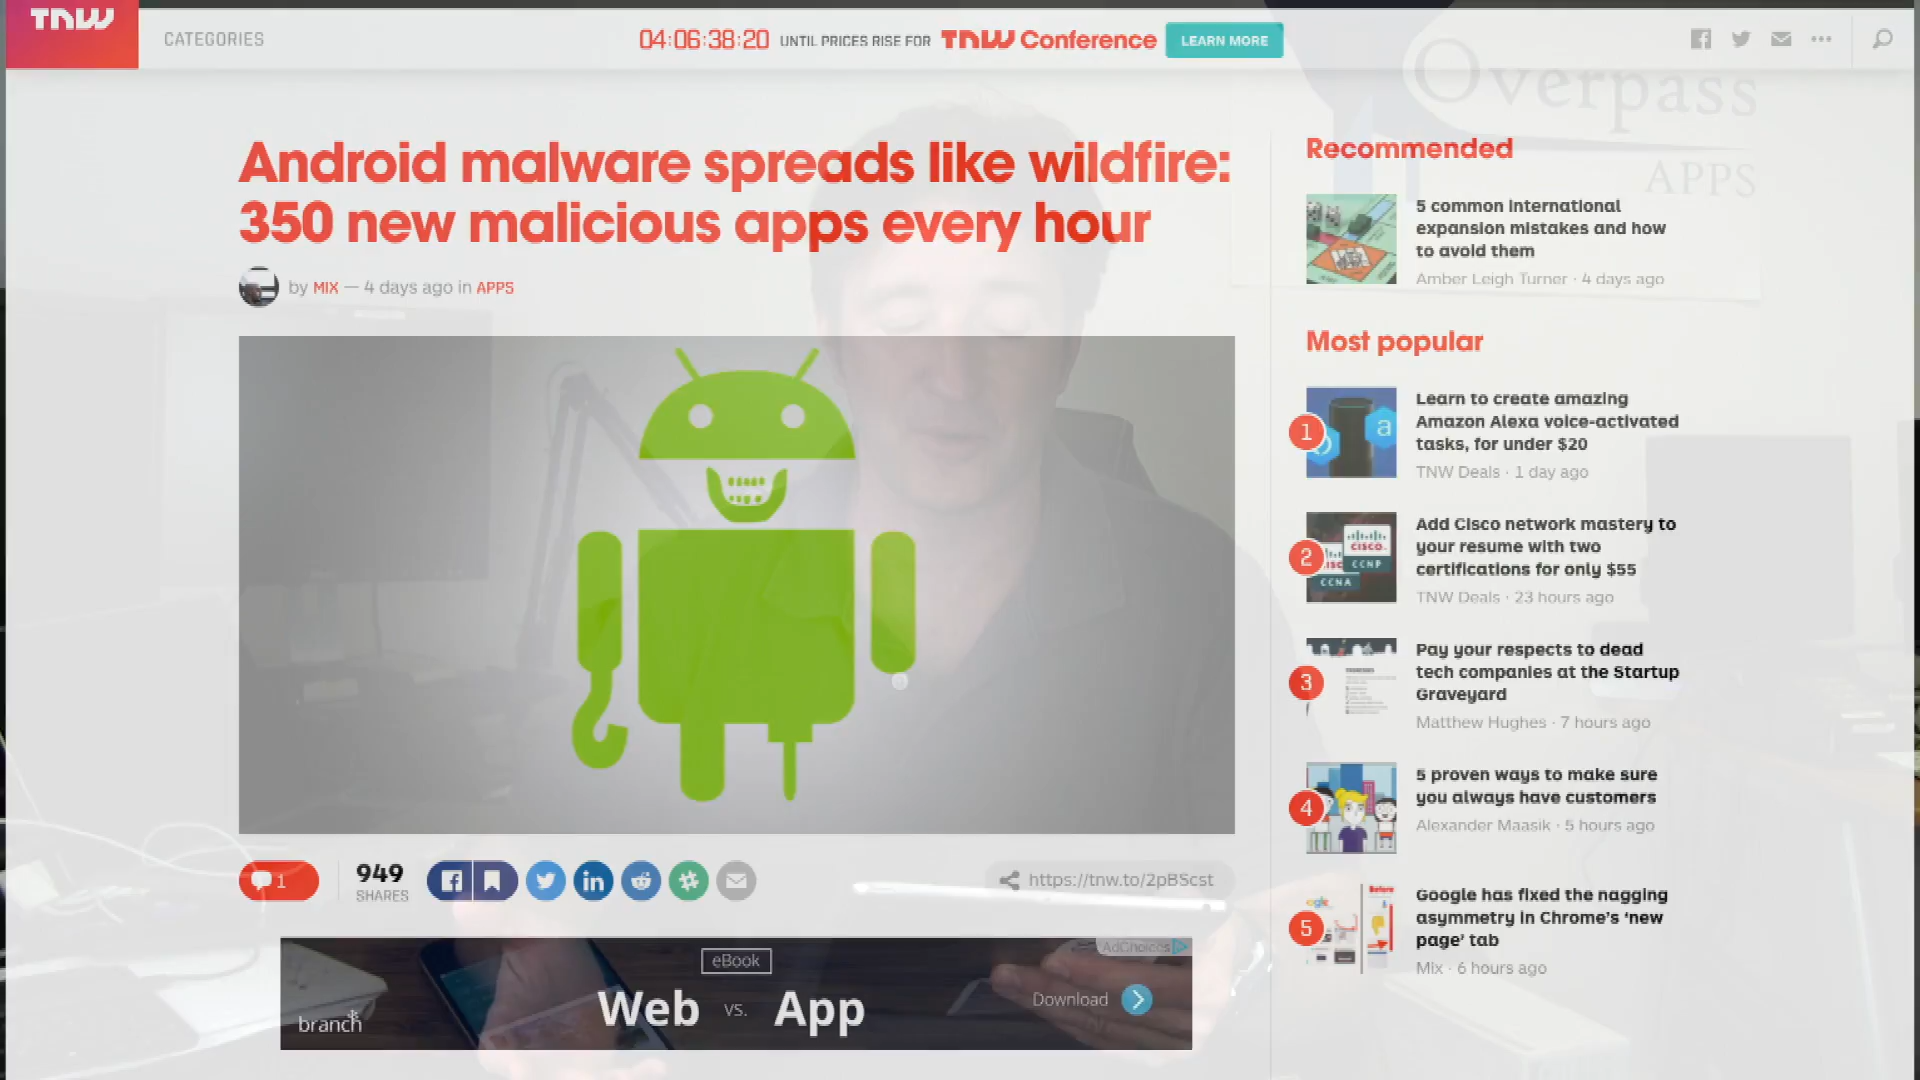 TNW
CATEGORIES
04:06:38:20 UNTIL PRICES RISE FOR TNW Conference LEARN MORE
Overpass
APPS
Android malware spreads like wildfire:
350 new malicious apps every hour
by MIX — 4 days ago in APPS
Recommended
5 common international
expansion mistakes and how
to avoid them
Amber Leigh Turner · 4 days ago
Most popular
1
Learn to create amazing
Amazon Alexa voice-activated
tasks, for under $20
TNW Deals · 1 day ago
2
CISCO
CCNP
CCNA
Add Cisco network mastery to
your resume with two
certifications for only $55
TNW Deals · 23 hours ago
3
Pay your respects to dead
tech companies at the Startup
Graveyard
Matthew Hughes · 7 hours ago
4
5 proven ways to make sure
you always have customers
Alexander Maasik · 5 hours ago
5
Before
Google has fixed the nagging
asymmetry in Chrome's ‘new
page’ tab
Mix · 6 hours ago
1
949
SHARES
https://tnw.to/2pBScst
AdChoices
eBook
branch
Web vs. App
Download